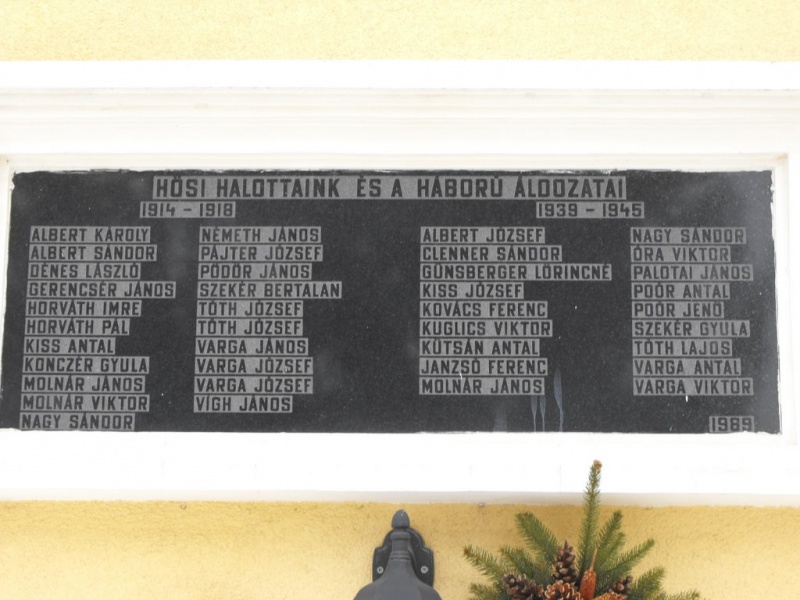 HŐSI HALOTTAINK ÉS A HÁBORÚ ÁLDOZATAI
1914 - 1918
ALBERT KÁROLY
ALBERT SÁNDOR
DÉNES LÁSZLÓ
GERENCSÉR JÁNOS
HORVÁTH IMRE
HORVÁTH PÁL
KISS ANTAL
KONCZÉR GYULA
MOLNÁR JÁNOS
MOLNÁR VIKTOR
NAGY SÁNDOR
NÉMETH JÁNOS
PAJTER JÓZSEF
PÖDÖR JÁNOS
SZEKÉR BERTALAN
TÓTH JÓZSEF
TÓTH JÓZSEF
VARGA JÁNOS
VARGA JÓZSEF
VARGA JÓZSEF
VÍGH JÁNOS
1939 - 1945
ALBERT JÓZSEF
CLENNER SÁNDOR
GÜNSBERGER LŐRINCNÉ
KISS JÓZSEF
KOVÁCS FERENC
KUGLICS VIKTOR
KÚTSÁN ANTAL
JANZSÓ FERENC
MOLNÁR JÁNOS
NAGY SÁNDOR
ÓRA VIKTOR
PALOTAI JÁNOS
POÓR ANTAL
POÓR JENŐ
SZEKÉR GYULA
TÓTH LAJOS
VARGA ANTAL
VARGA VIKTOR
1989